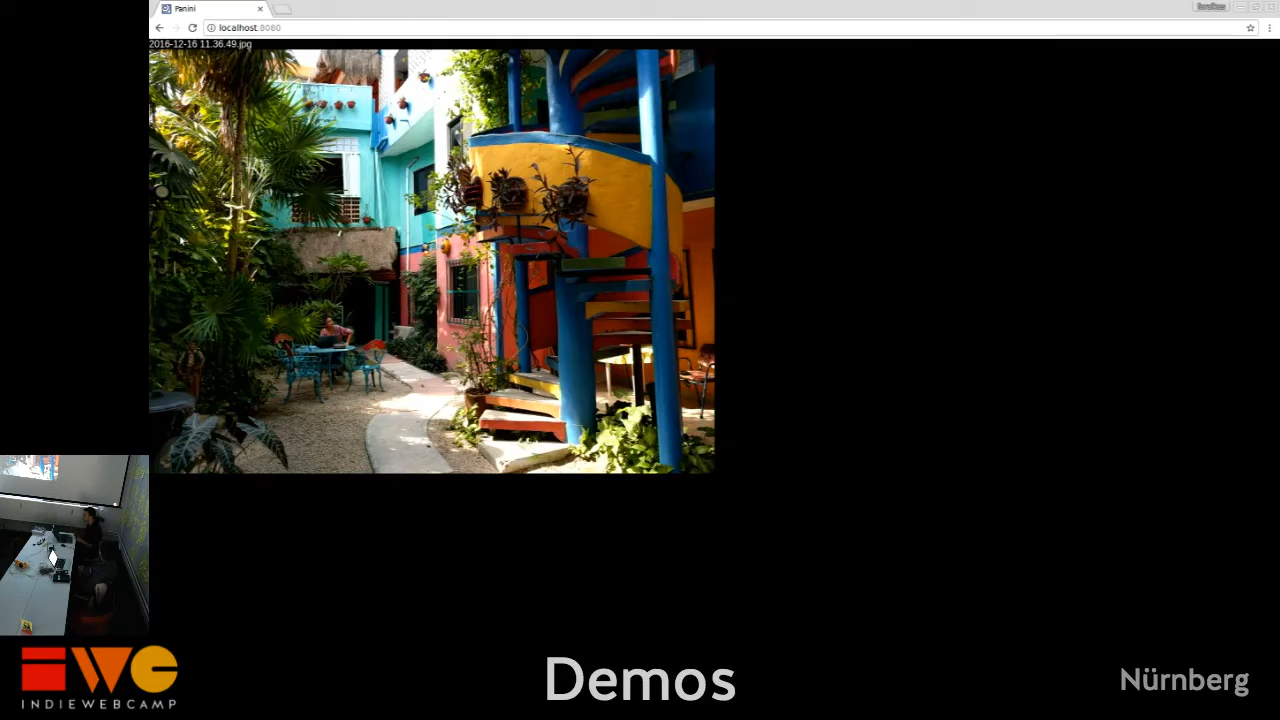 Panini
localhost:8080
2016-12-16 11.36.49.jpg
INDIEWEBCAMP
Demos
Nürnberg